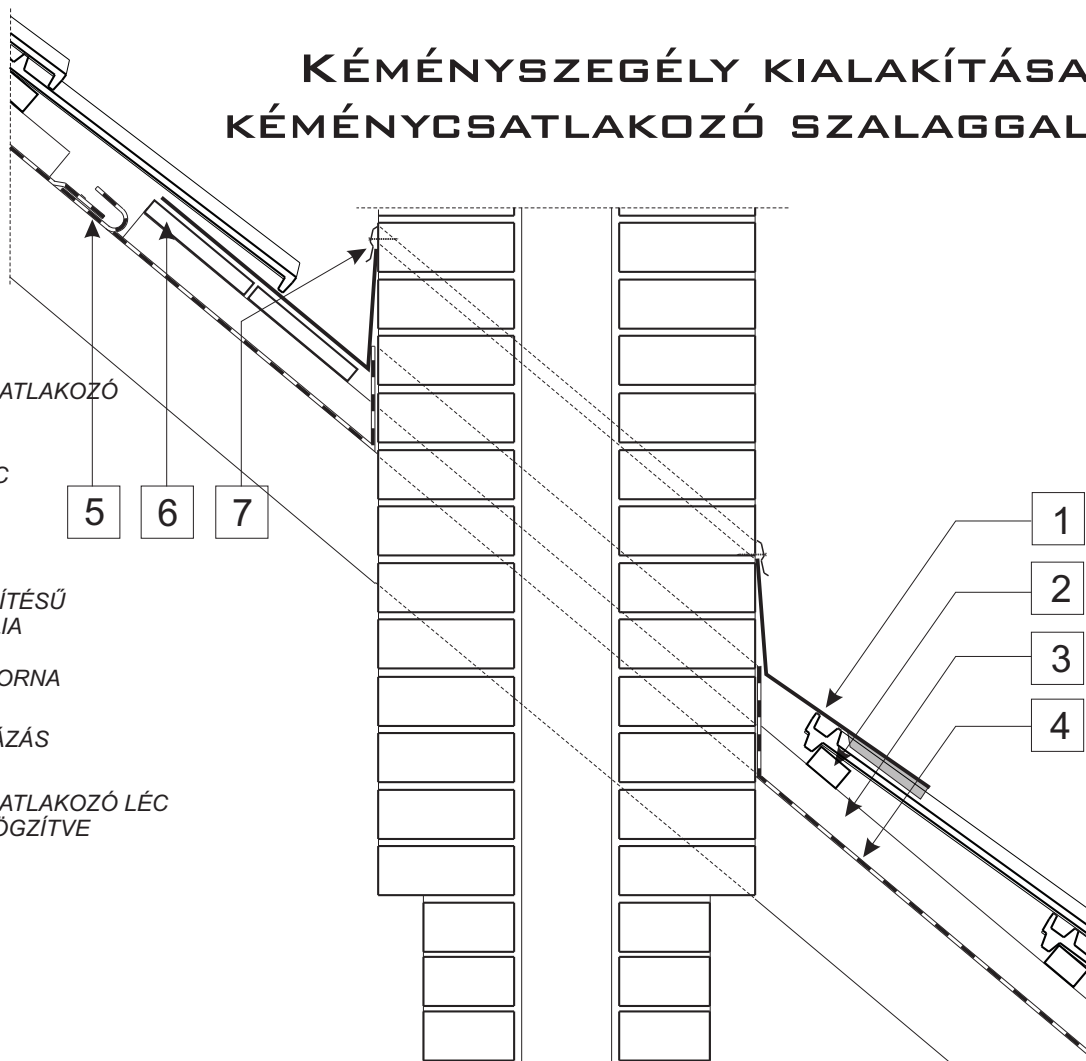 KÉMÉNYSZEGÉLY KIALAKÍTÁSA
KÉMÉNYCSATLAKOZÓ SZALAGGAL
ATLAKOZÓ
C
5 6 7
ÍTÉSŰ
IA
ORNA
ÁZÁS
ATLAKOZÓ LÉC
ÖGZÍTVE
1
2
3
4